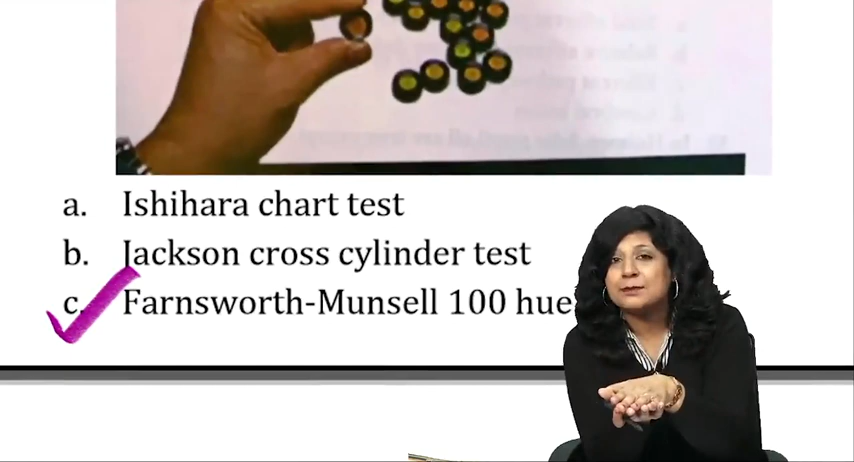 a. Ishihara chart test
b. Jackson cross cylinder test
c. Farnsworth-Munsell 100 hue